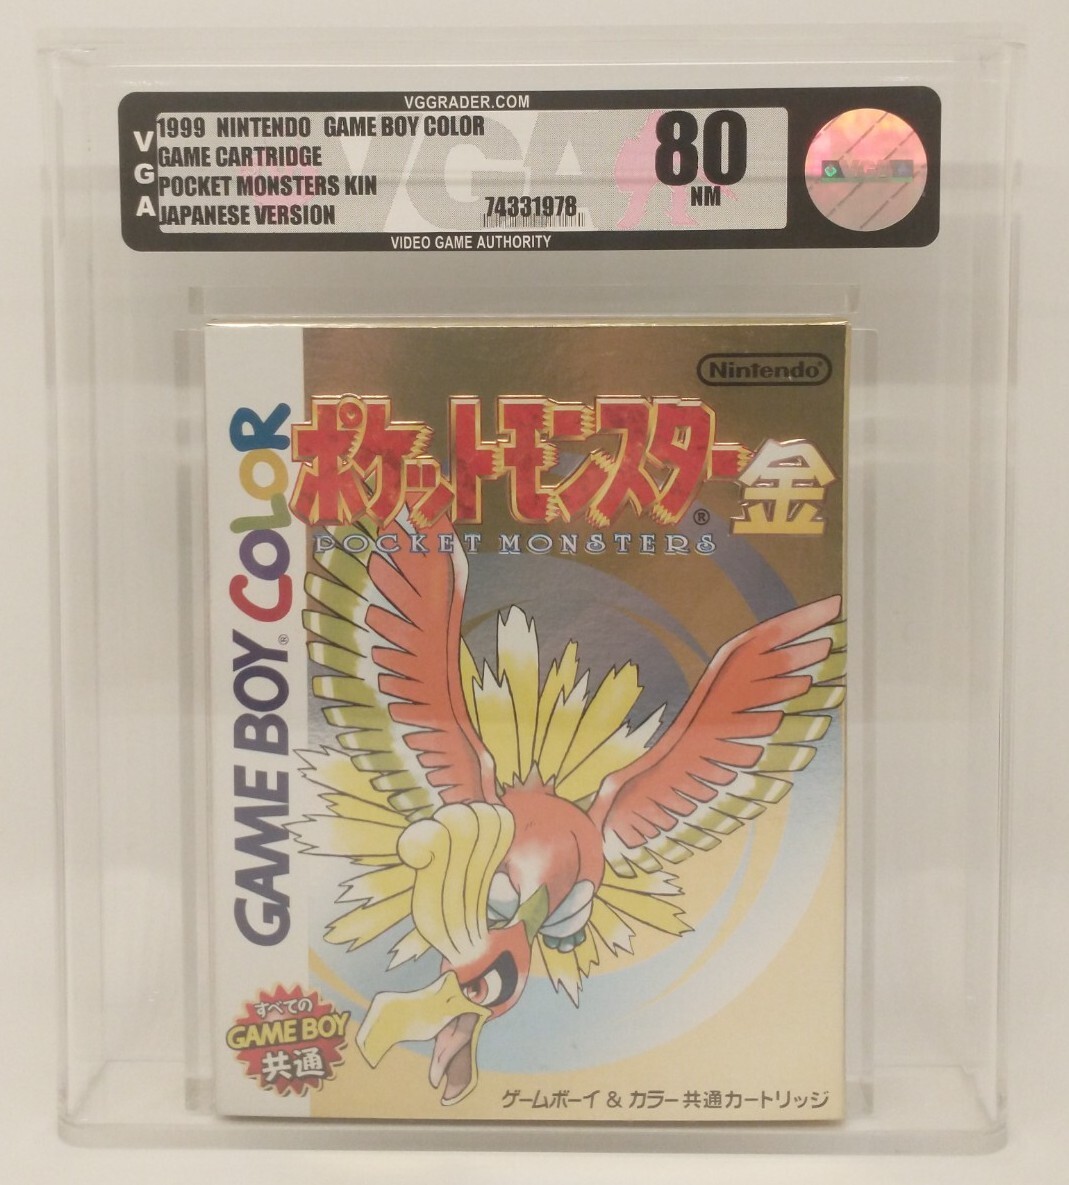 VGGRADER.COM
VGA
1999 NINTENDO GAME BOY COLOR
GAME CARTRIDGE
POCKET MONSTERS KIN
JAPANESE VERSION
74331978
80
NM
VGA
VIDEO GAME AUTHORITY
Nintendo®
ポケットモンスター金
®
POCKET MONSTERS
GAME BOY® COLOR
すべての
GAME BOY
共通
ゲームボーイ & カラー共通カートリッジ